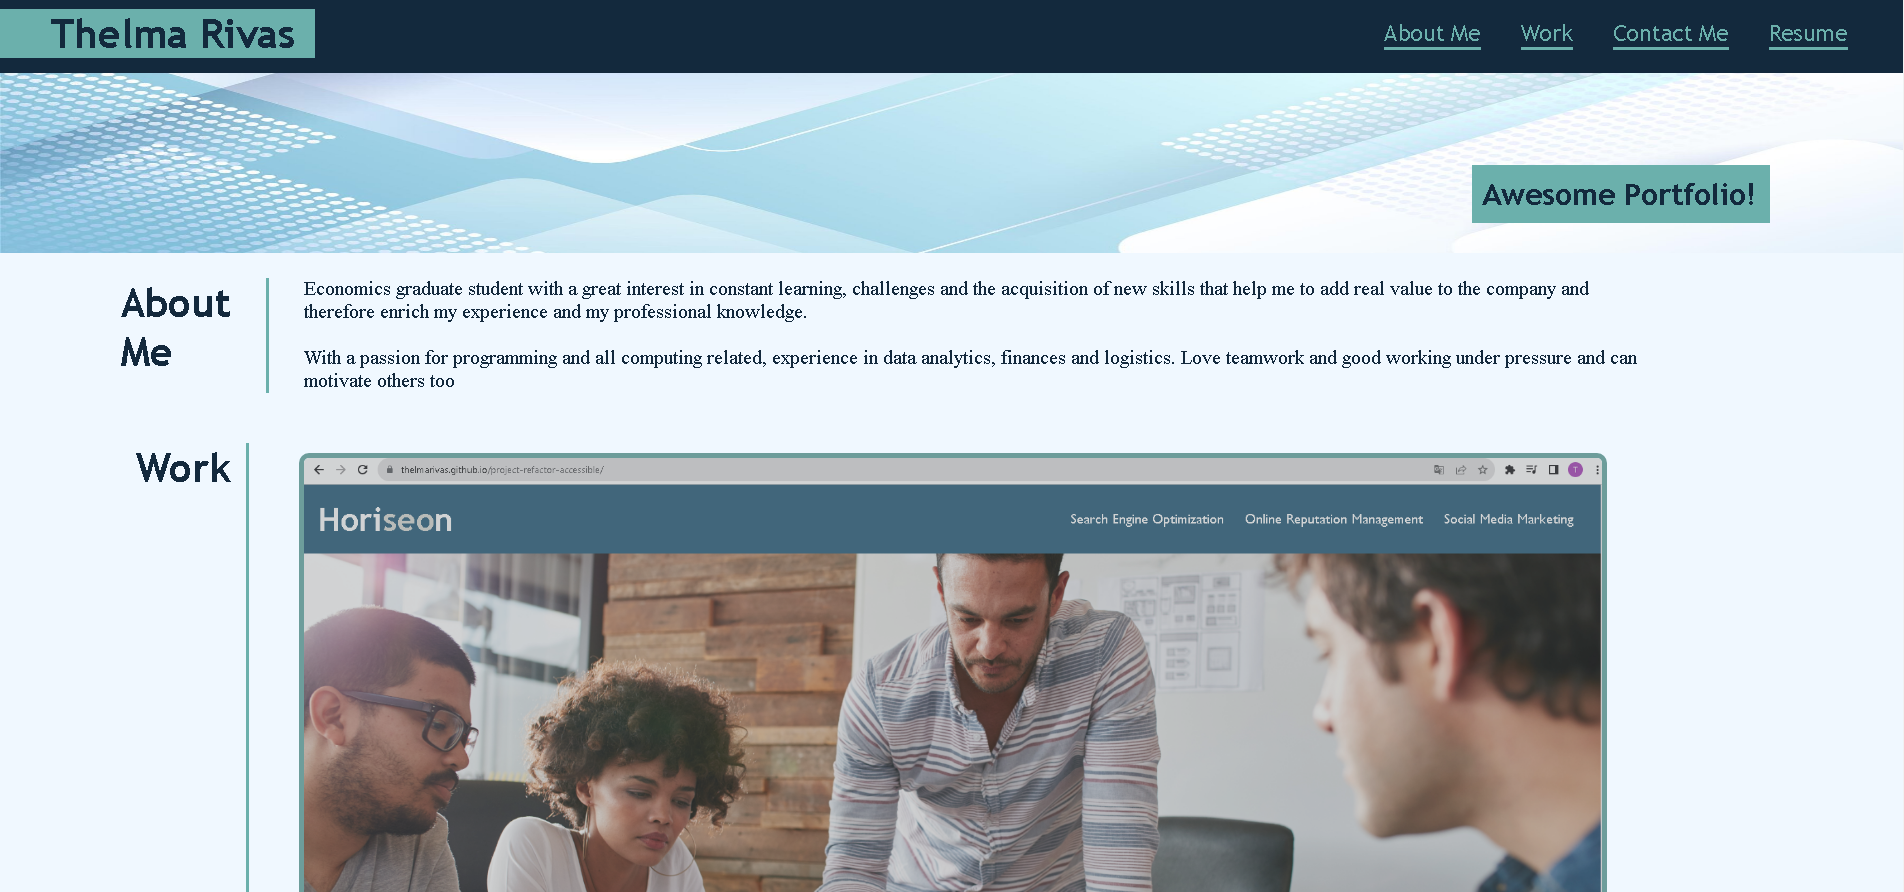 Thelma Rivas
About Me
Work
Contact Me
Resume
Awesome Portfolio!
About
Me
Economics graduate student with a great interest in constant learning, challenges and the acquisition of new skills that help me to add real value to the company and
therefore enrich my experience and my professional knowledge.
With a passion for programming and all computing related, experience in data analytics, finances and logistics. Love teamwork and good working under pressure and can
motivate others too
Work
thelmarivas.github.io/project-refactor-accessible/
T
Horiseon
Search Engine Optimization
Online Reputation Management
Social Media Marketing